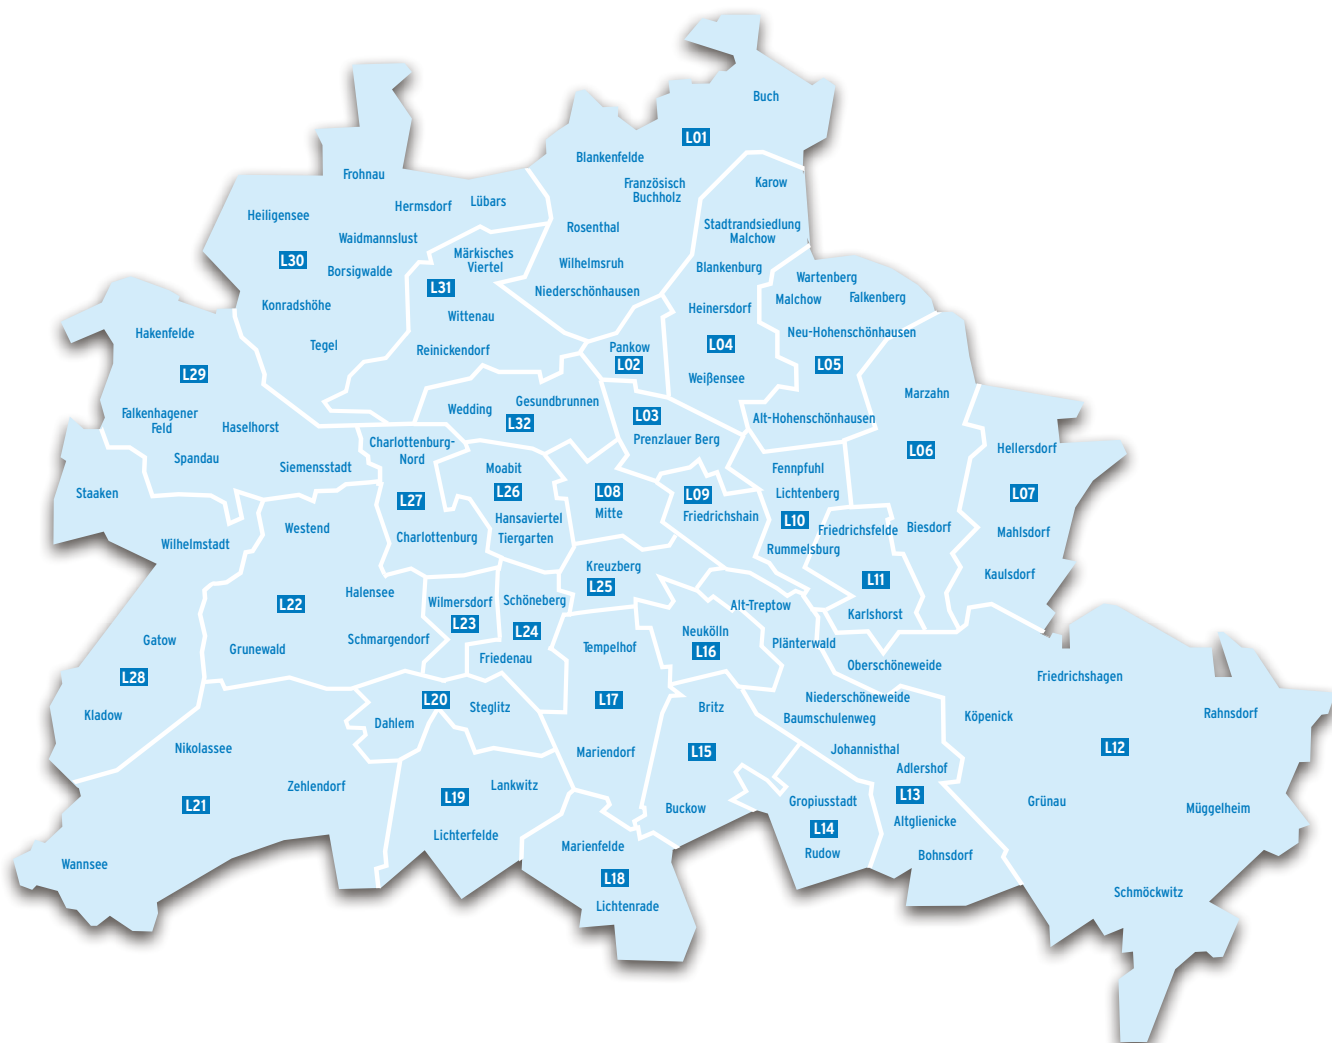 Buch
L01
Blankenfelde
Frohnau
Französisch
Buchholz
Karow
Lübars
Hermsdorf
Heiligensee
Stadtrandsiedlung
Malchow
Rosenthal
Waidmannslust
Märkisches
Viertel
L30
Wilhelmsruh
Blankenburg
Borsigwalde
Wartenberg
L31
Niederschönhausen
Malchow
Falkenberg
Konradshöhe
Heinersdorf
Wittenau
Hakenfelde
Neu-Hohenschönhausen
Tegel
Reinickendorf
Pankow
L04
L02
L05
L29
Weißensee
Marzahn
Wedding
Gesundbrunnen
Falkenhagener
Feld
L03
Alt-Hohenschönhausen
L32
Haselhorst
Prenzlauer Berg
Charlottenburg-
Nord
Hellersdorf
L06
Spandau
Siemensstadt
Moabit
Fennpfuhl
Staaken
L26
L08
L09
Lichtenberg
L07
L27
Mitte
Friedrichshain
Hansaviertel
L10
Westend
Friedrichsfelde
Biesdorf
Mahlsdorf
Charlottenburg
Tiergarten
Wilhelmstadt
Rummelsburg
Kreuzberg
Kaulsdorf
L25
L11
Halensee
L22
Wilmersdorf
Schöneberg
Alt-Treptow
Karlshorst
L23
L24
Neukölln
Gatow
Schmargendorf
Grunewald
Tempelhof
L16
Plänterwald
Friedenau
Oberschöneweide
L28
Friedrichshagen
L20
L17
Niederschöneweide
Kladow
Steglitz
Britz
Dahlem
Baumschulenweg
Köpenick
Rahnsdorf
Nikolassee
Mariendorf
L15
Johannisthal
L12
Adlershof
Zehlendorf
Lankwitz
L21
L19
L13
Gropiusstadt
Grünau
Buckow
Müggelheim
Lichterfelde
L14
Altglienicke
Marienfelde
Rudow
Bohnsdorf
Wannsee
L18
Schmöckwitz
Lichtenrade